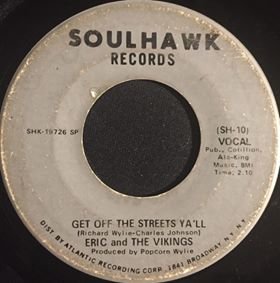 SOULHAWK
RECORDS
SHK-19726 SP
(SH-10)
VOCAL
Pub., Cotillion,
Ala-King
Music, BMI
Time, 2.10
GET OFF THE STREETS YA'LL
(Richard Wylie-Charles Johnson)
ERIC and THE VIKINGS
Produced by Popcorn Wylie
DIST BY ATLANTIC RECORDING CORP. 1841 BROADWAY, N.Y. N.Y.